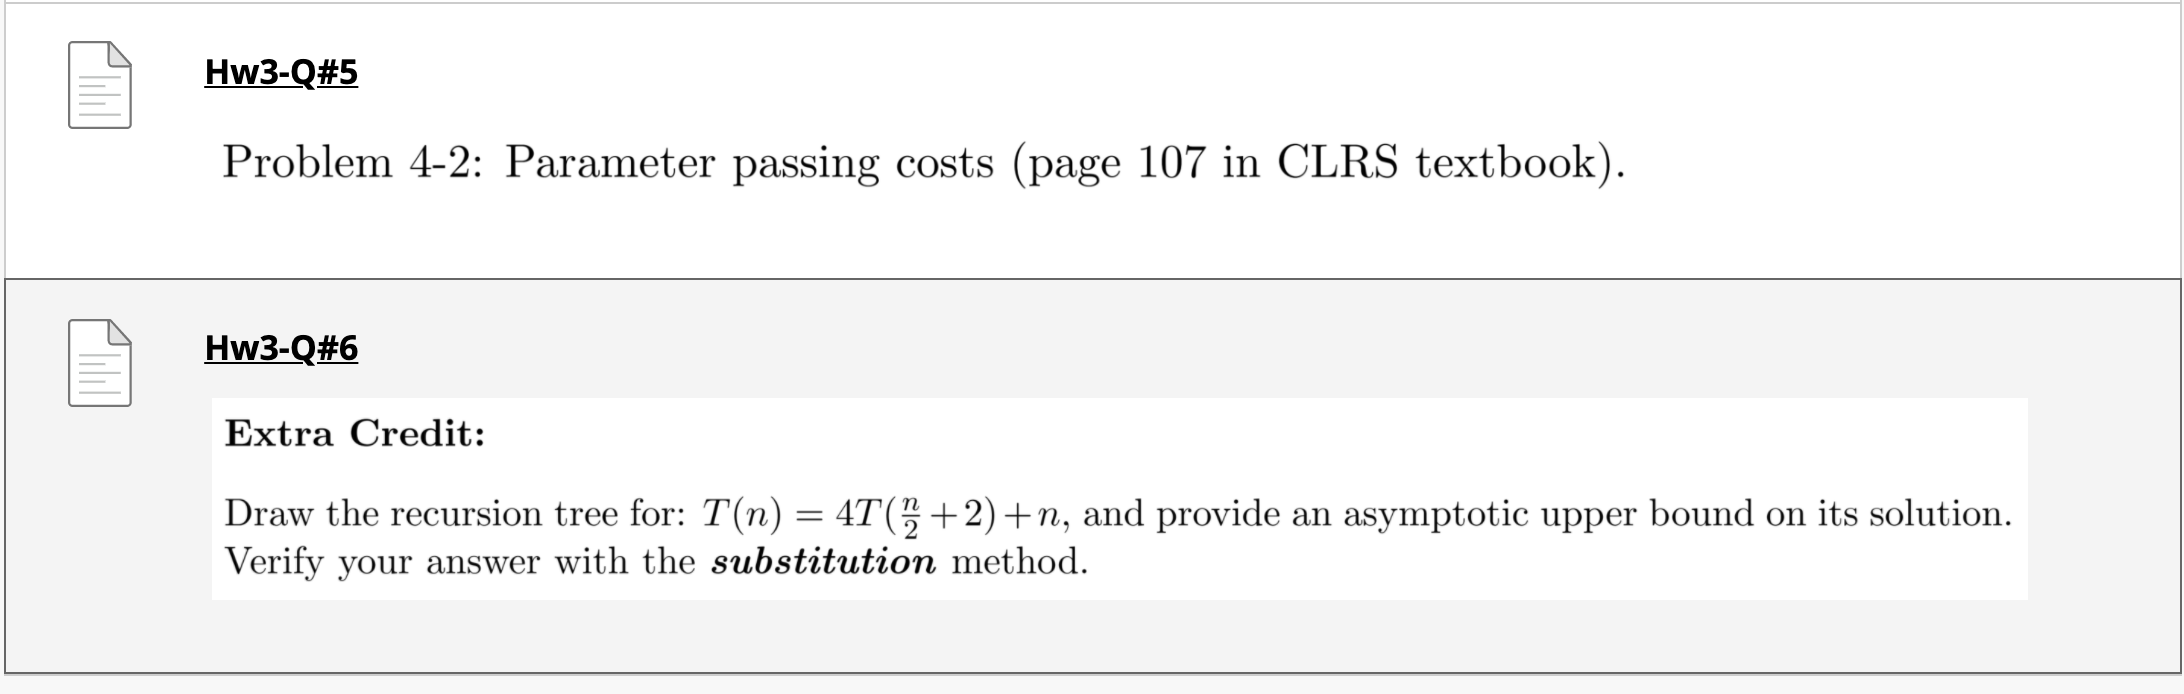 Hw3-Q#5
Problem 4-2: Parameter passing costs (page 107 in CLRS textbook).
Hw3-Q#6
Extra Credit:
Draw the recursion tree for: T(n) = 4T(n/2 + 2) + n, and provide an asymptotic upper bound on its solution.
Verify your answer with the substitution method.